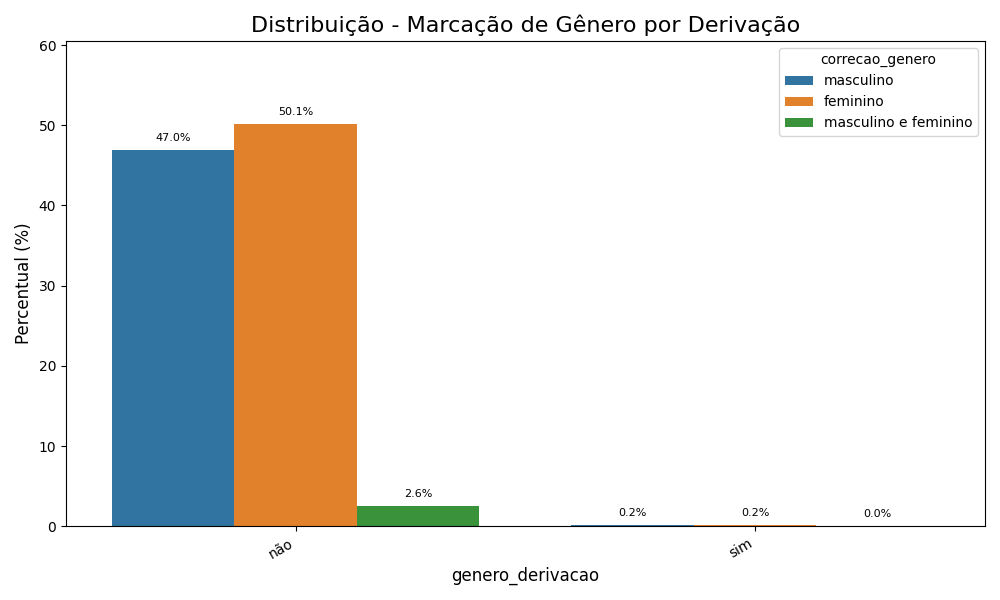 Distribuição - Marcação de Gênero por Derivação
correcao_genero
masculino
feminino
masculino e feminino
Percentual (%)
60
50
40
30
20
10
0
47.0%
50.1%
2.6%
0.2%
0.2%
0.0%
não
sim
genero_derivacao